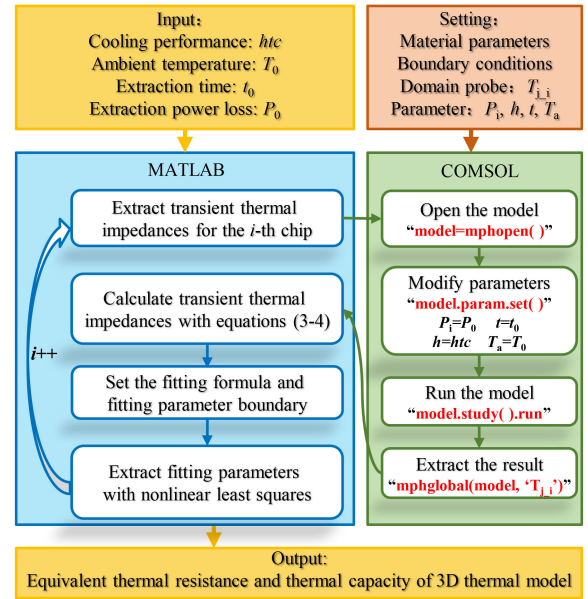 Input:
Cooling performance: htc
Ambient temperature: T0
Extraction time: t0
Extraction power loss: P0
Setting:
Material parameters
Boundary conditions
Domain probe: Tj_i
Parameter: Pi, h, t, Ta
MATLAB
Extract transient thermal
impedances for the i-th chip
Calculate transient thermal
impedances with equations (3-4)
Set the fitting formula and
fitting parameter boundary
Extract fitting parameters
with nonlinear least squares
i++
COMSOL
Open the model
“model=mphopen( )”
Modify parameters
“model.param.set( )”
Pi=P0 t=t0
h=htc Ta=T0
Run the model
“model.study( ).run”
Extract the result
“mphglobal(model, ‘Tj_i’)”
Output:
Equivalent thermal resistance and thermal capacity of 3D thermal model